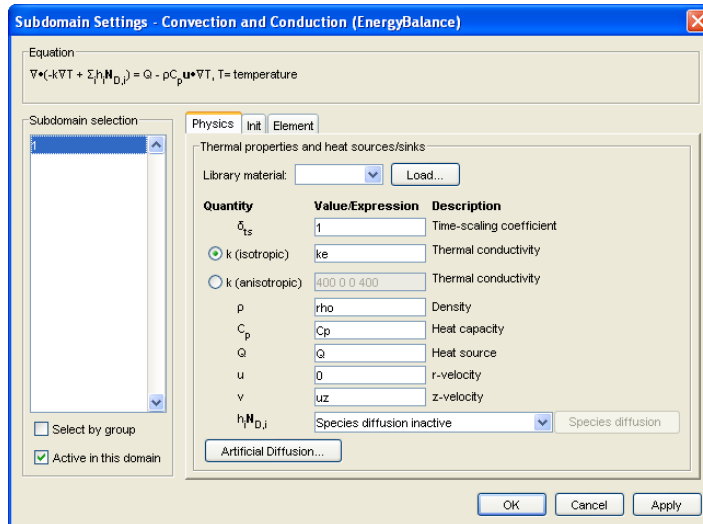 Subdomain Settings - Convection and Conduction (EnergyBalance)
Equation
∇•(-k∇T + ΣᵢhᵢN_D,i) = Q - ρCₚu•∇T, T= temperature
Subdomain selection
1
Select by group
Active in this domain
Physics Init Element
Thermal properties and heat sources/sinks
Library material: Load...
Quantity Value/Expression Description
δts 1 Time-scaling coefficient
k (isotropic) ke Thermal conductivity
k (anisotropic) 400 0 0 400 Thermal conductivity
ρ rho Density
Cₚ Cp Heat capacity
Q Q Heat source
u 0 r-velocity
v uz z-velocity
hᵢN_D,i Species diffusion inactive Species diffusion
Artificial Diffusion...
OK Cancel Apply